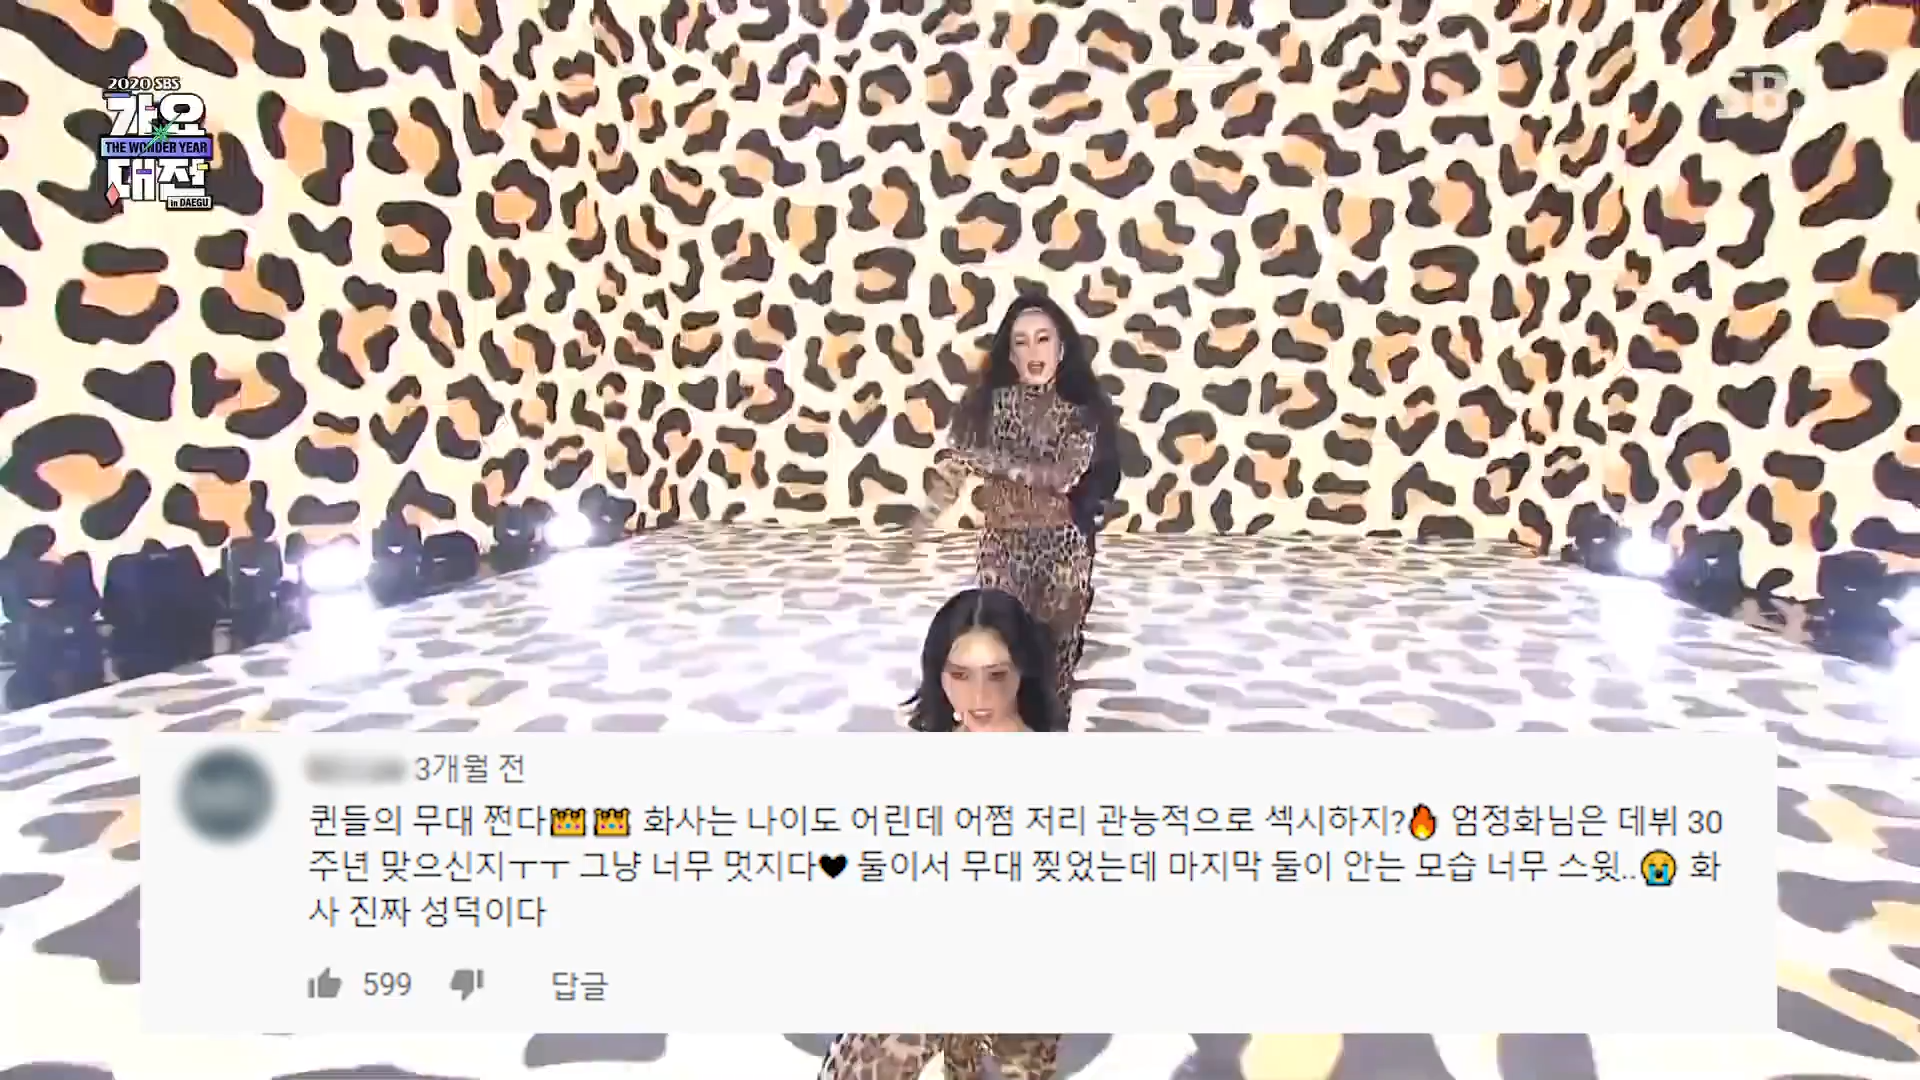 2020 SBS
가요
THE WONDER YEAR
대전
in DAEGU
SBS
3개월 전
퀸들의 무대 쩐다👑👑 화사는 나이도 어린데 어쩜 저리 관능적으로 섹시하지?🔥 엄정화님은 데뷔 30
주년 맞으신지ㅜㅜ 그냥 너무 멋지다🖤 둘이서 무대 찢었는데 마지막 둘이 안는 모습 너무 스윗..😭 화
사 진짜 성덕이다
599
답글